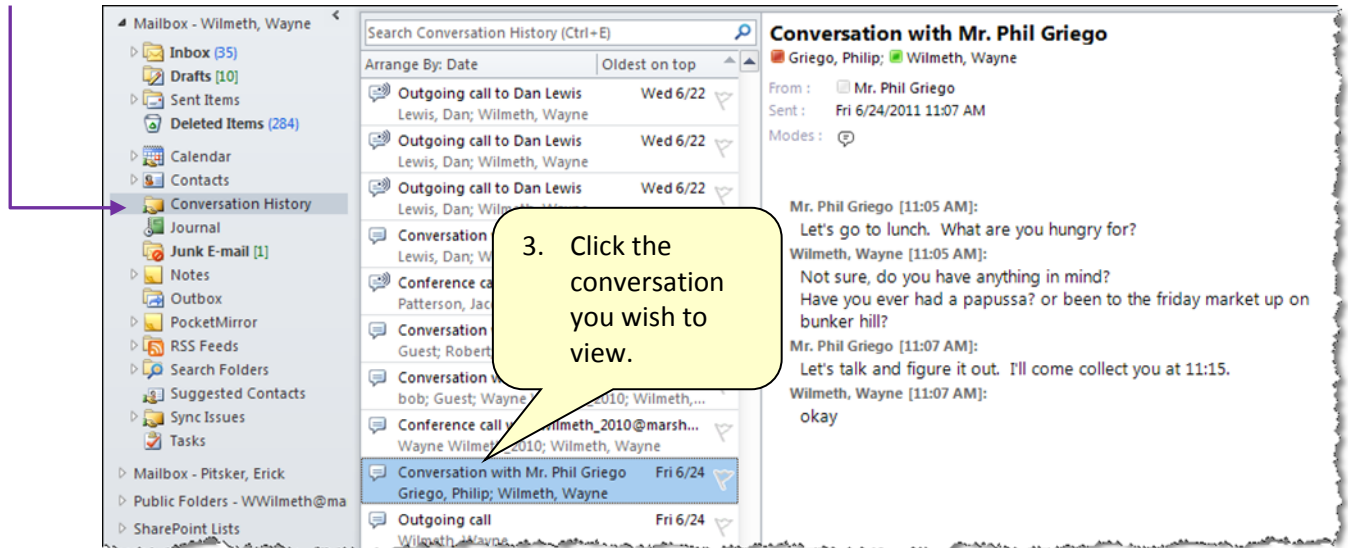 Mailbox - Wilmeth, Wayne
Inbox (35)
Drafts [10]
Sent Items
Deleted Items (284)
Calendar
Contacts
Conversation History
Journal
Junk E-mail [1]
Notes
Outbox
PocketMirror
RSS Feeds
Search Folders
Suggested Contacts
Sync Issues
Tasks
Mailbox - Pitsker, Erick
Public Folders - WWilmeth@ma
SharePoint Lists
Search Conversation History (Ctrl+E)
Arrange By: Date Oldest on top
Outgoing call to Dan Lewis Wed 6/22
Lewis, Dan; Wilmeth, Wayne
Outgoing call to Dan Lewis Wed 6/22
Lewis, Dan; Wilmeth, Wayne
Outgoing call to Dan Lewis Wed 6/22
Lewis, Dan; Wilmeth, Wayne
Conversation
Lewis, Dan; W
Conference ca
Patterson, Jac
Conversation
Guest; Robert
Conversation w
bob; Guest; Wayne 2010; Wilmeth,...
Conference call w ilmeth_2010@marsh...
Wayne Wilmeth_2010; Wilmeth, Wayne
Conversation with Mr. Phil Griego Fri 6/24
Griego, Philip; Wilmeth, Wayne
Outgoing call Fri 6/24
Wilmeth, Wayne
3. Click the
conversation
you wish to
view.
Conversation with Mr. Phil Griego
Griego, Philip; Wilmeth, Wayne
From : Mr. Phil Griego
Sent : Fri 6/24/2011 11:07 AM
Modes :
Mr. Phil Griego [11:05 AM]:
Let's go to lunch. What are you hungry for?
Wilmeth, Wayne [11:05 AM]:
Not sure, do you have anything in mind?
Have you ever had a papussa? or been to the friday market up on
bunker hill?
Mr. Phil Griego [11:07 AM]:
Let's talk and figure it out. I'll come collect you at 11:15.
Wilmeth, Wayne [11:07 AM]:
okay